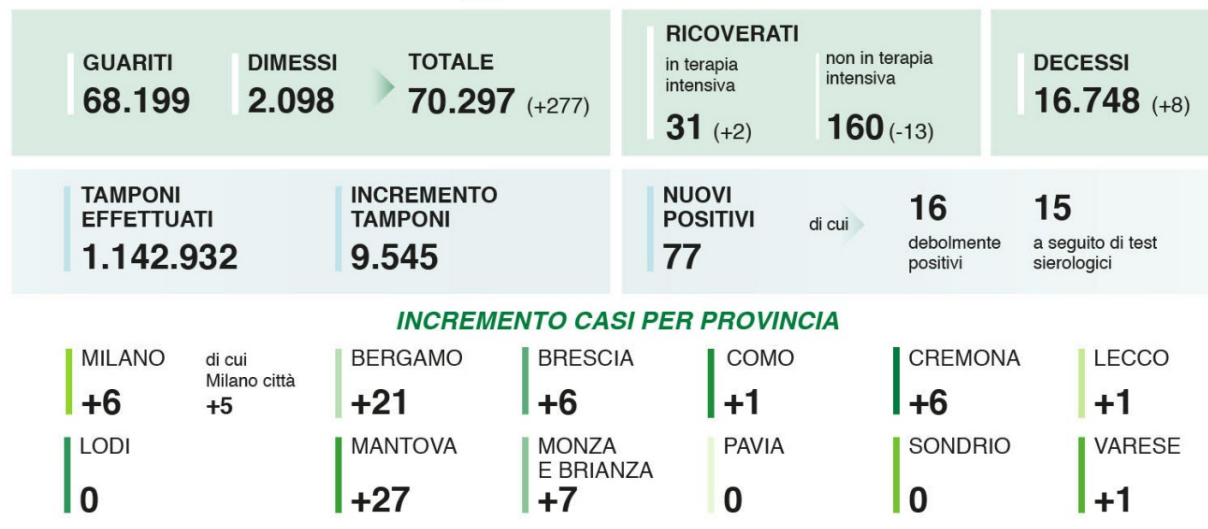 GUARITI
68.199
DIMESSI
2.098
TOTALE
70.297 (+277)
RICOVERATI
in terapia
intensiva
31 (+2)
non in terapia
intensiva
160 (-13)
DECESSI
16.748 (+8)
TAMPONI
EFFETTUATI
1.142.932
INCREMENTO
TAMPONI
9.545
NUOVI
POSITIVI
77
di cui
16
debolmente
positivi
15
a seguito di test
sierologici
INCREMENTO CASI PER PROVINCIA
MILANO
+6
di cui
Milano città
+5
BERGAMO
+21
BRESCIA
+6
COMO
+1
CREMONA
+6
LECCO
+1
LODI
0
MANTOVA
+27
MONZA
E BRIANZA
+7
PAVIA
0
SONDRIO
0
VARESE
+1